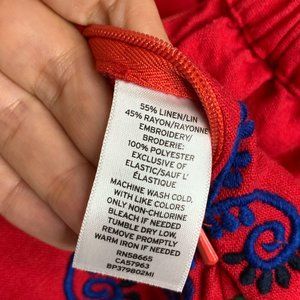 55% LINEN/LIN
45% RAYON/RAYONNE
EMBROIDERY/
BRODERIE:
100% POLYESTER
EXCLUSIVE OF
ELASTIC/SAUF L'
ÉLASTIQUE
MACHINE WASH COLD,
WITH LIKE COLORS
ONLY NON-CHLORINE
BLEACH IF NEEDED
TUMBLE DRY LOW,
REMOVE PROMPTLY
WARM IRON IF NEEDED
RN58665
CA57963
BP379802MI